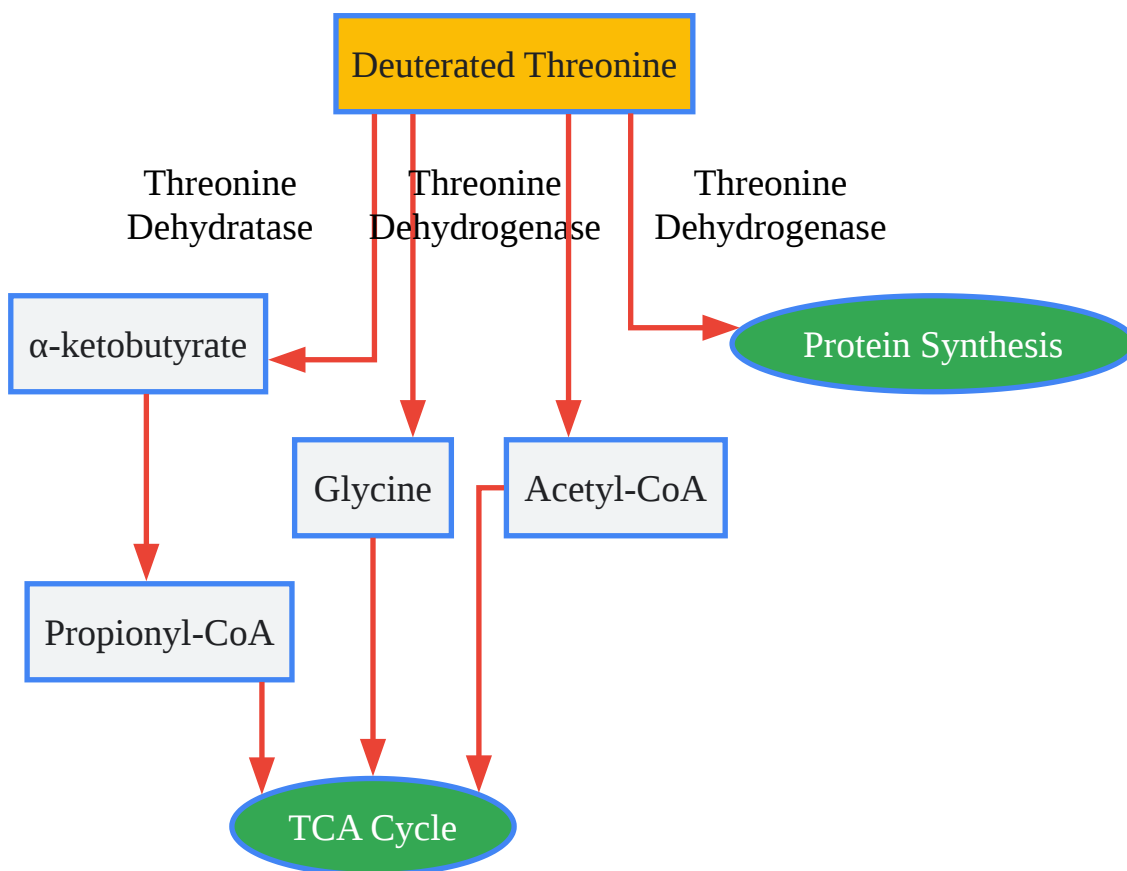 Deuterated Threonine
Threonine
Dehydratase
Threonine
Dehydrogenase
Threonine
Dehydrogenase
α-ketobutyrate
Protein Synthesis
Glycine
Acetyl-CoA
Propionyl-CoA
TCA Cycle